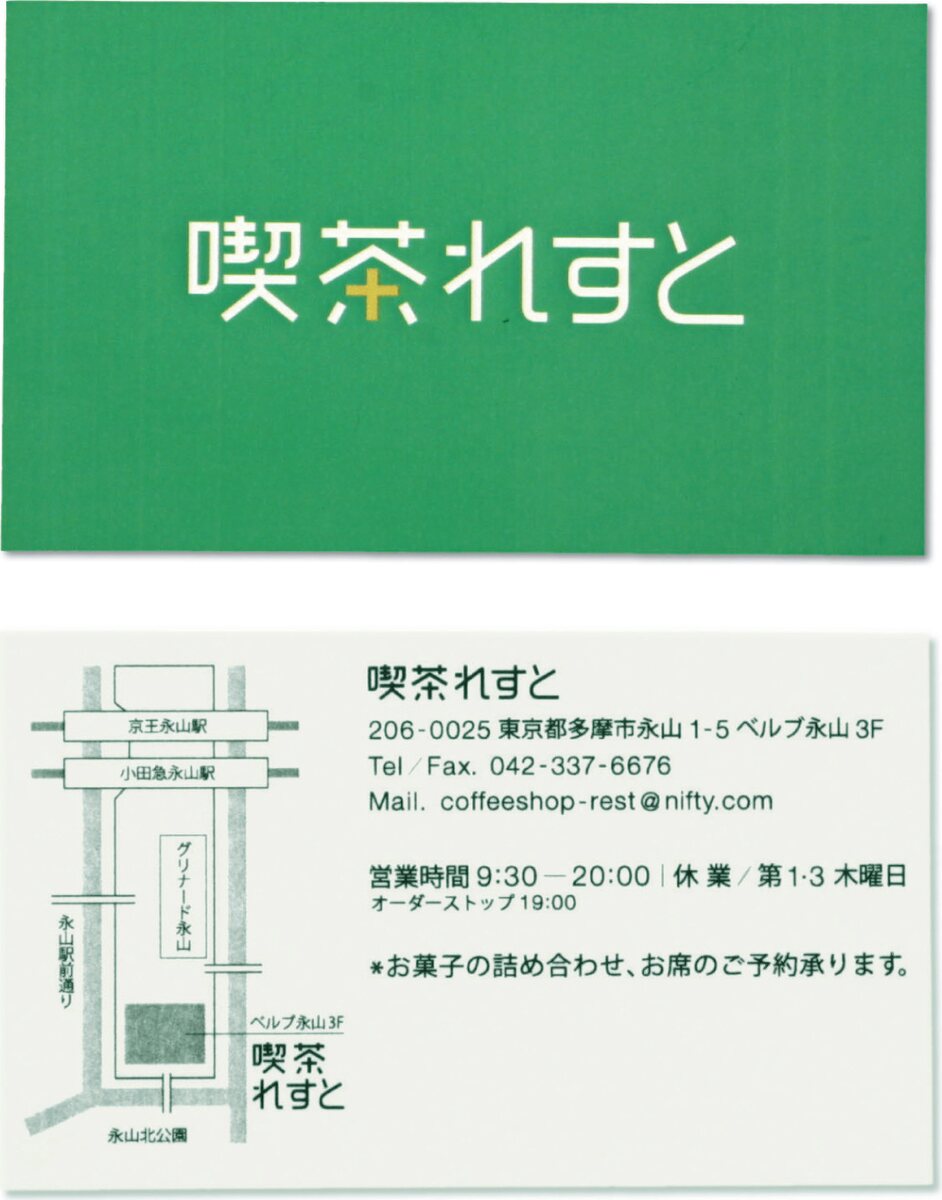 喫茶れすと
喫茶れすと
206-0025 東京都多摩市永山 1-5 ベルブ永山 3F
Tel／Fax. 042-337-6676
Mail. coffeeshop-rest@nifty.com
営業時間 9:30—20:00｜休業／第1·3 木曜日
オーダーストップ 19:00
*お菓子の詰め合わせ、お席のご予約承ります。
京王永山駅
小田急永山駅
グリナード永山
永山駅前通り
ベルブ永山 3F
喫茶
れすと
永山北公園